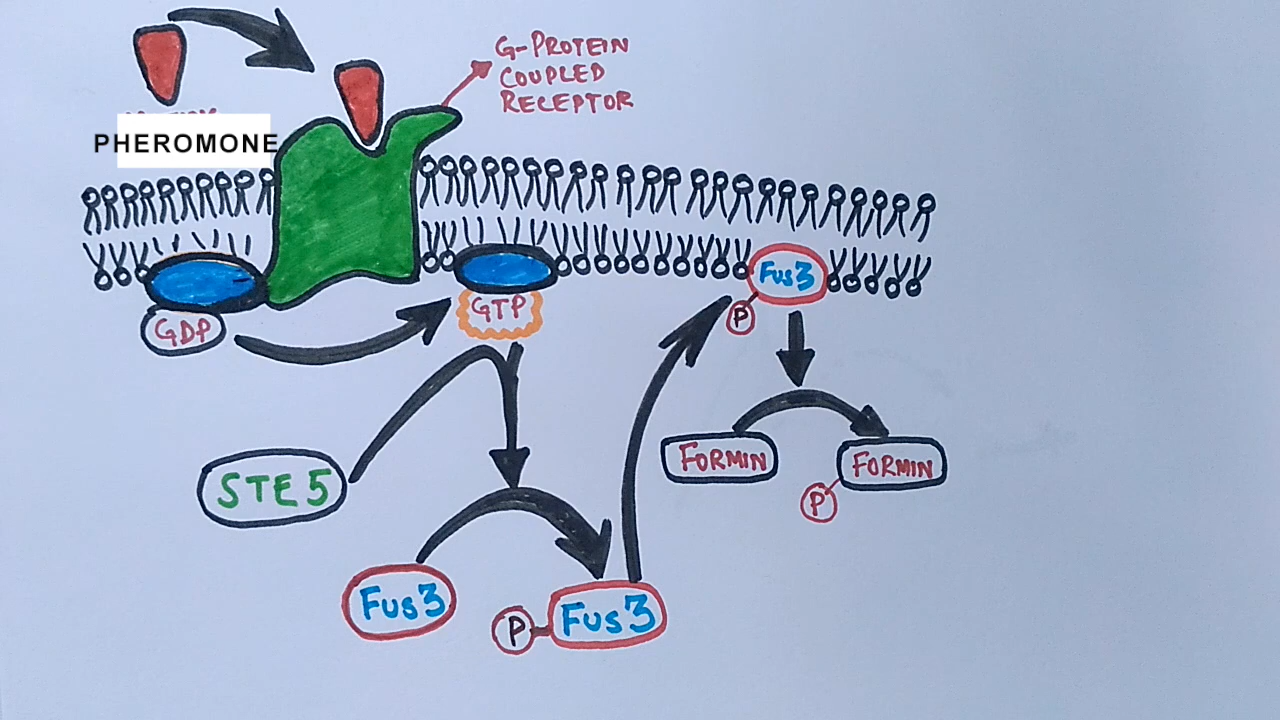 G-PROTEIN
COUPLED
RECEPTOR
PHEROMONE
GDP
GTP
Fus3
P
FORMIN
FORMIN
P
STE5
Fus3
P
Fus3